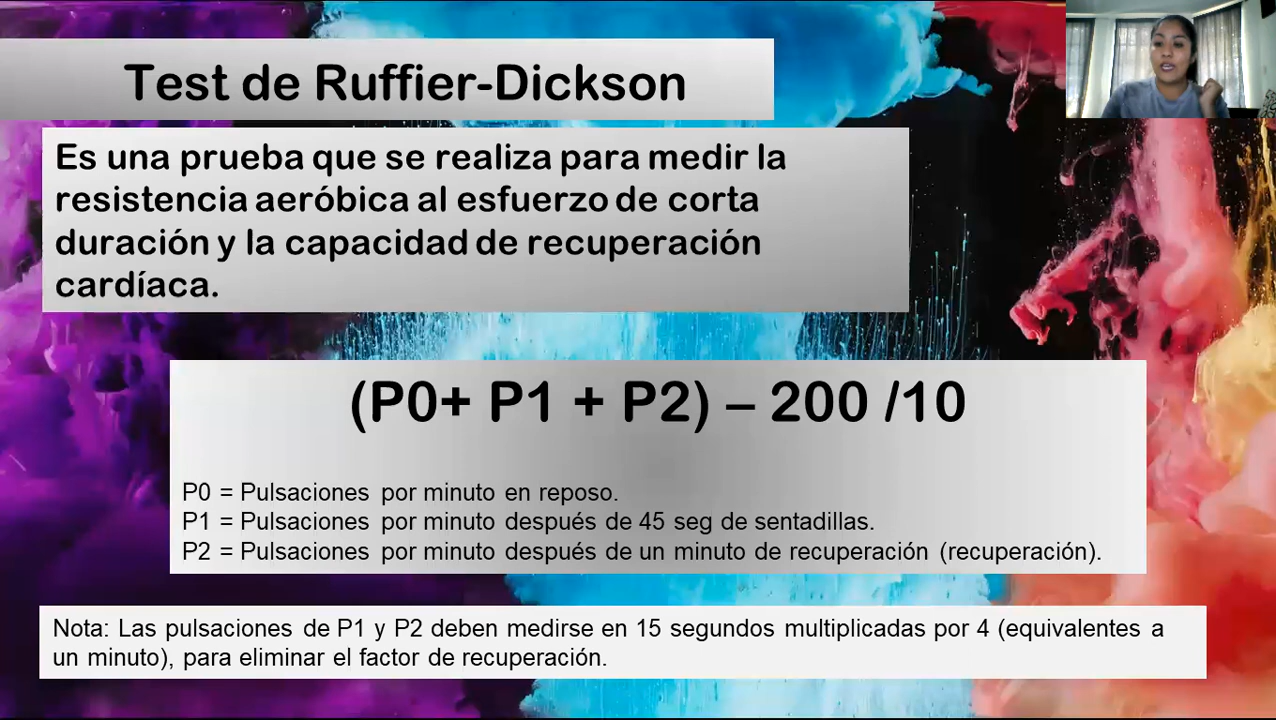 Test de Ruffier-Dickson
Es una prueba que se realiza para medir la
resistencia aeróbica al esfuerzo de corta
duración y la capacidad de recuperación
cardíaca.
(P0+ P1 + P2) – 200 /10
P0 = Pulsaciones por minuto en reposo.
P1 = Pulsaciones por minuto después de 45 seg de sentadillas.
P2 = Pulsaciones por minuto después de un minuto de recuperación (recuperación).
Nota: Las pulsaciones de P1 y P2 deben medirse en 15 segundos multiplicadas por 4 (equivalentes a
un minuto), para eliminar el factor de recuperación.